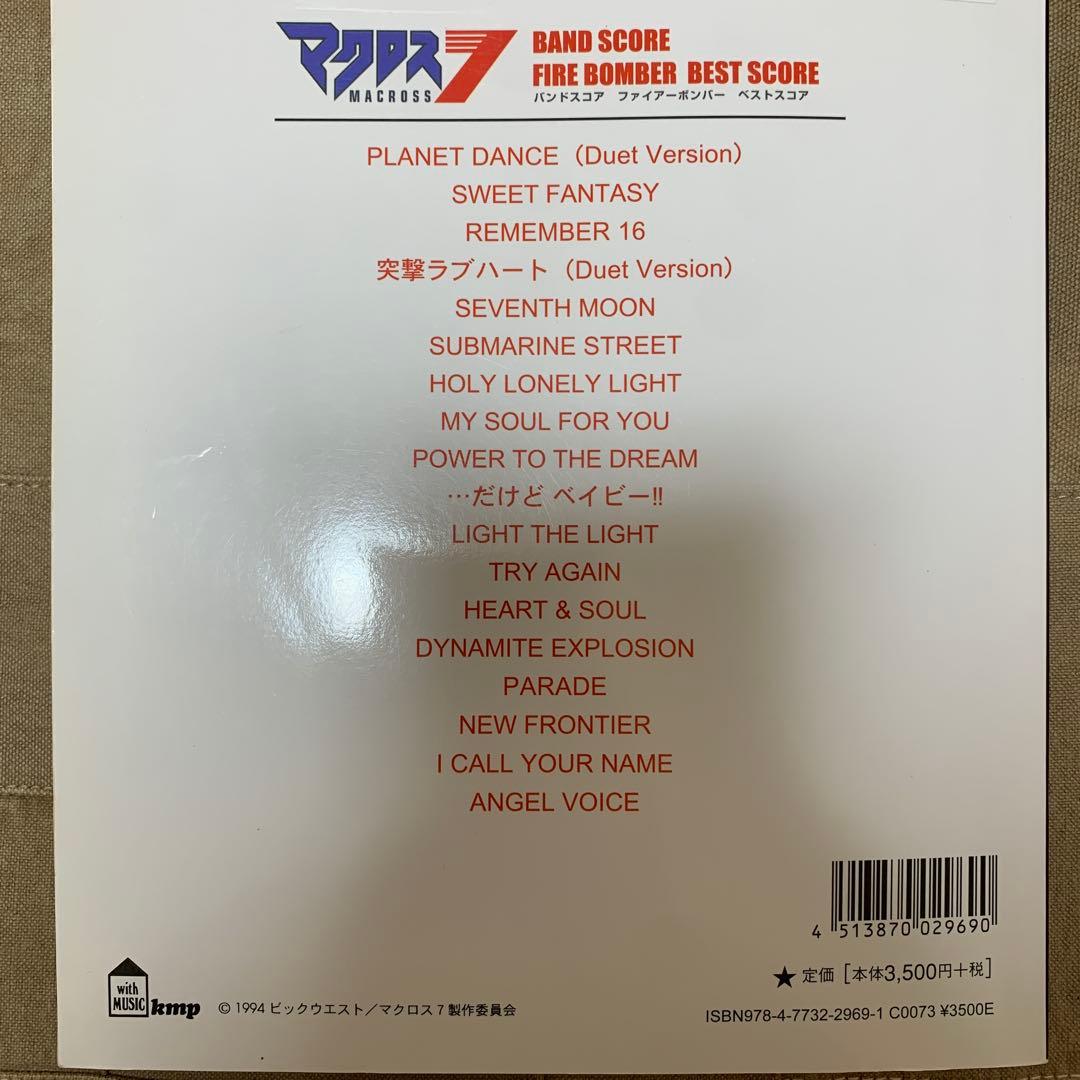 マクロス7
MACROSS
BAND SCORE
FIRE BOMBER BEST SCORE
バンドスコア ファイアーボンバー ベストスコア
PLANET DANCE（Duet Version）
SWEET FANTASY
REMEMBER 16
突撃ラブハート（Duet Version）
SEVENTH MOON
SUBMARINE STREET
HOLY LONELY LIGHT
MY SOUL FOR YOU
POWER TO THE DREAM
…だけど ベイビー!!
LIGHT THE LIGHT
TRY AGAIN
HEART & SOUL
DYNAMITE EXPLOSION
PARADE
NEW FRONTIER
I CALL YOUR NAME
ANGEL VOICE
4 513870 029690
★ 定価［本体3,500円+税］
with MUSIC kmp © 1994 ビックウエスト／マクロス7製作委員会
ISBN978-4-7732-2969-1 C0073 ¥3500E